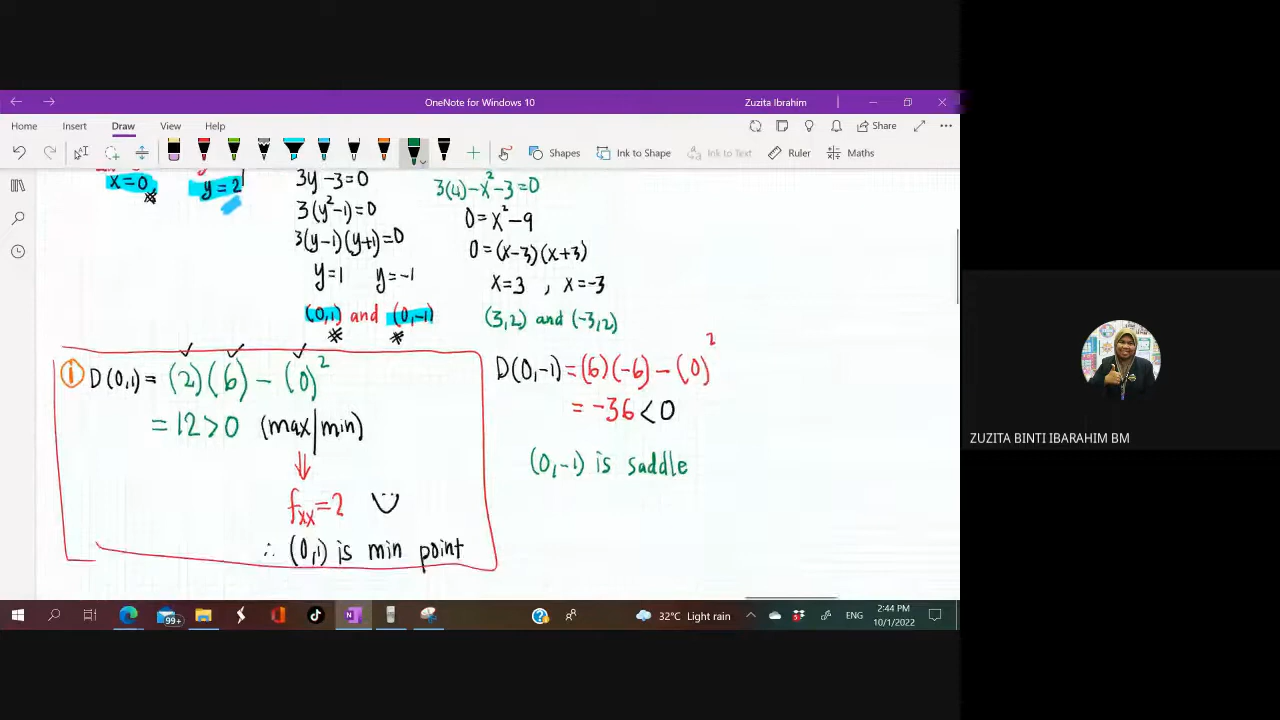 OneNote for Windows 10
Zuzita Ibrahim
Home Insert Draw View Help
Share
Shapes Ink to Shape Ink to Text Ruler Maths
x=0 y=2
3y-3=0
3(y²-1)=0
3(y-1)(y+1)=0
y=1 y=-1
(0,1) and (0,-1)
3(4)-x²-3=0
0=x²-9
0=(x-3)(x+3)
x=3 , x=-3
(3,2) and (-3,2)
i D(0,1)=(2)(6)-(0)²
=12>0 (max|min)
fxx=2
∴ (0,1) is min point
D(0,-1)=(6)(-6)-(0)²
=-36<0
(0,-1) is saddle
ZUZITA BINTI IBARAHIM BM
99+
32°C Light rain
ENG
2:44 PM
10/1/2022